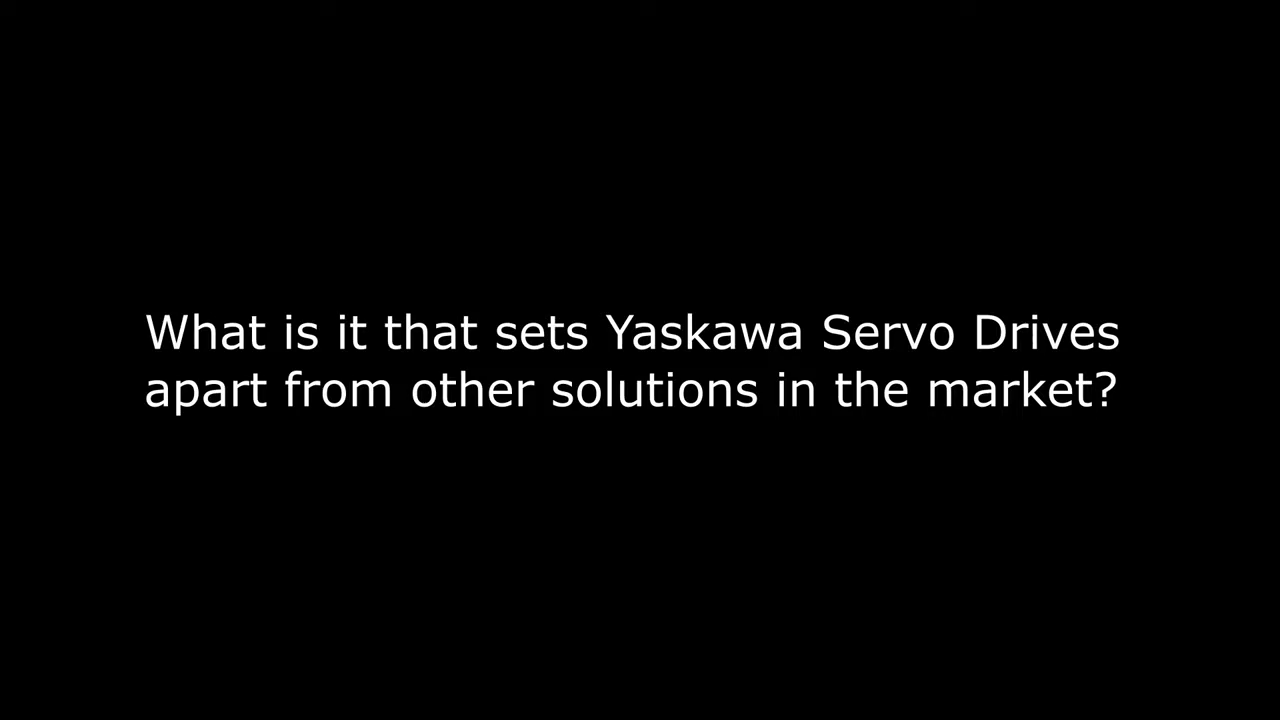 What is it that sets Yaskawa Servo Drives
apart from other solutions in the market?